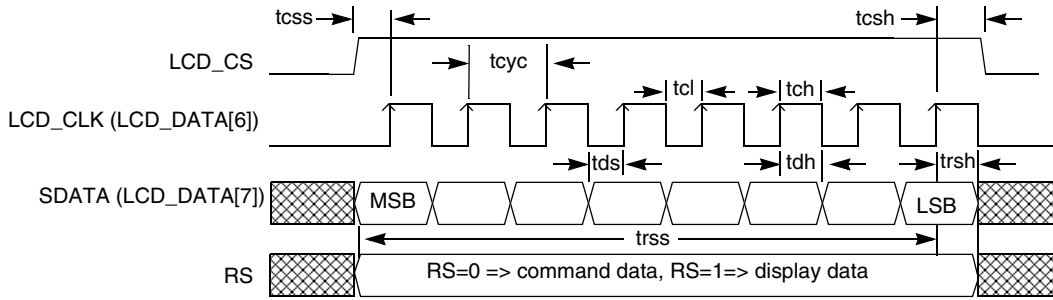 tcss
tcsh
LCD_CS
tcyc
tcl
tch
LCD_CLK (LCD_DATA[6])
tds
tdh
trsh
SDATA (LCD_DATA[7])
MSB
LSB
trss
RS
RS=0 => command data, RS=1=> display data